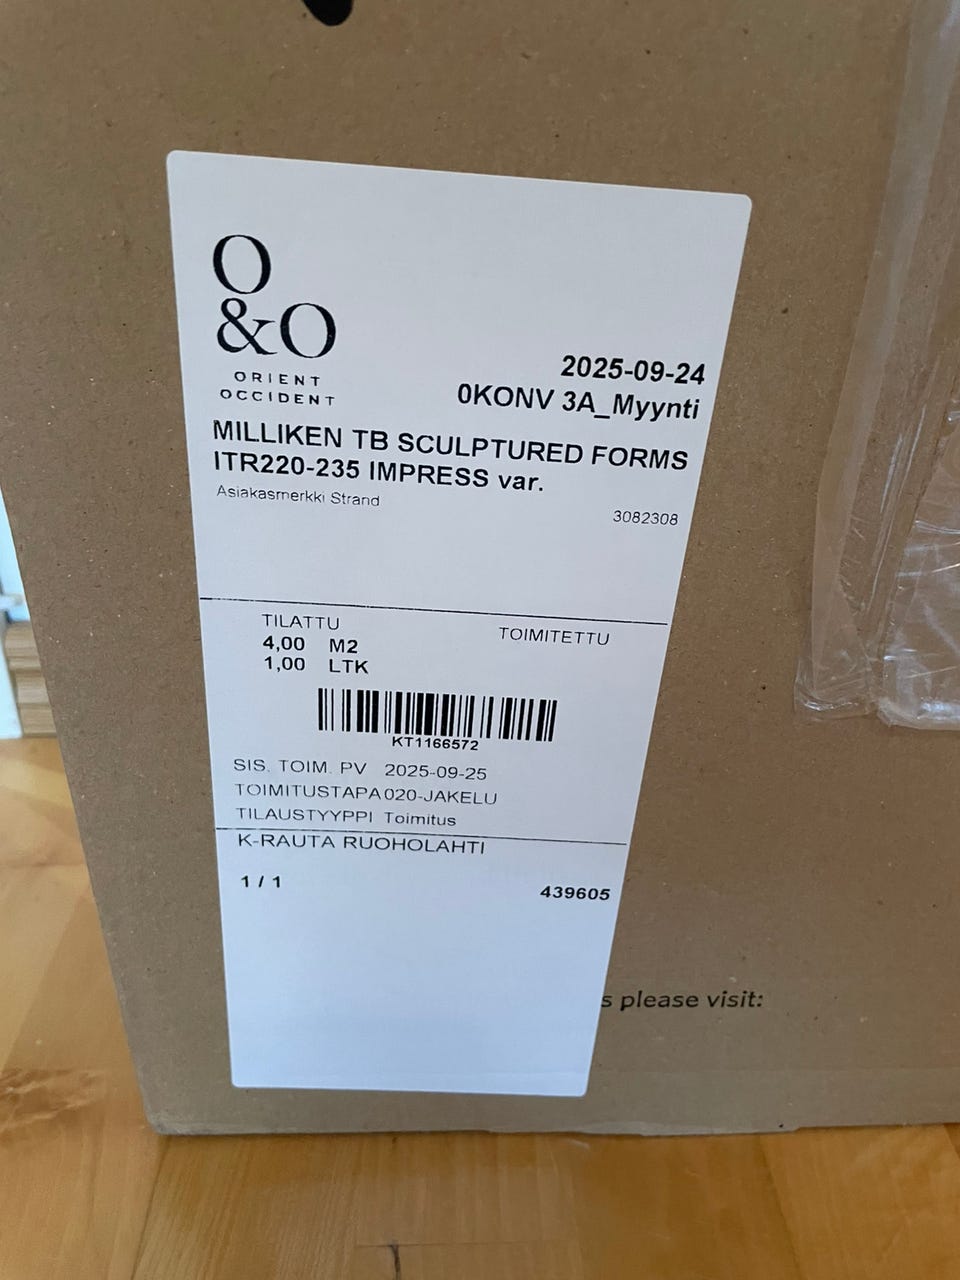 O
&O
ORIENT
OCCIDENT
2025-09-24
0KONV 3A_Myynti
MILLIKEN TB SCULPTURED FORMS
ITR220-235 IMPRESS var.
Asiakasmerkki Strand
3082308
TILATTU
TOIMITETTU
4,00 M2
1,00 LTK
KT1166572
SIS. TOIM. PV 2025-09-25
TOIMITUSTAPA 020-JAKELU
TILAUSTYYPPI Toimitus
K-RAUTA RUOHOLAHTI
1 / 1
439605
s please visit: